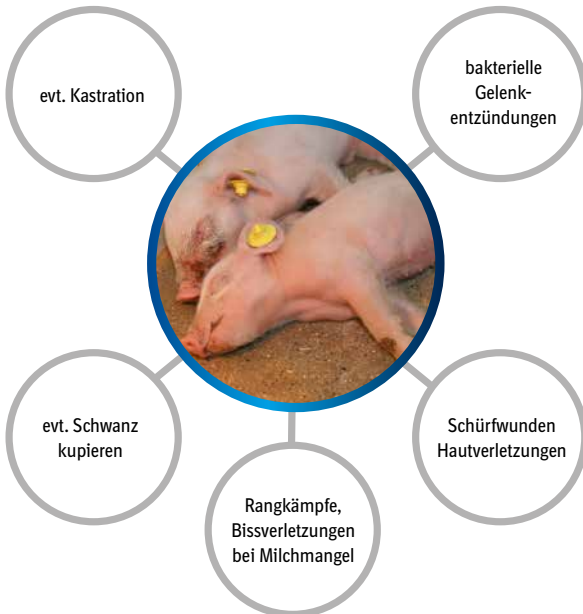 evt. Kastration
bakterielle
Gelenk-
entzündungen
evt. Schwanz
kupieren
Schürfwunden
Hautverletzungen
Rangkämpfe,
Bissverletzungen
bei Milchmangel